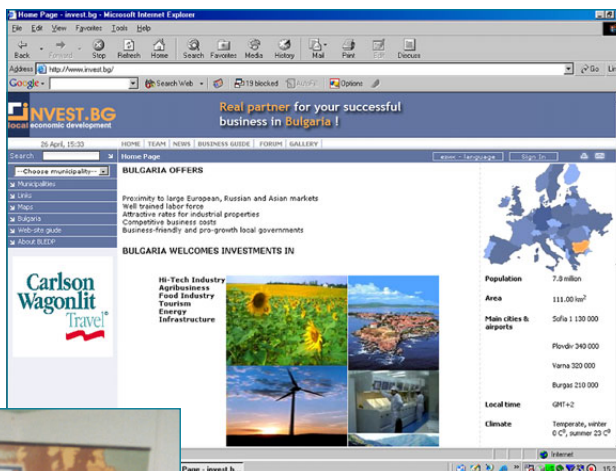 Home Page - invest.bg - Microsoft Internet Explorer
File Edit View Favorites Tools Help
Back Forward Stop Refresh Home Search Favorites Media History Mail Print Edit Discuss
Address http://www.invest.bg/ Go
Google Search Web 319 blocked AutoFill Options
INVEST.BG
local economic development
Real partner for your successful
business in Bulgaria !
26 April, 15:33
HOME TEAM NEWS BUSINESS GUIDE FORUM GALLERY
Search
Home Page
Sign In
--Choose municipality--
Municipalities
Links
Maps
Bulgaria
Web-site giude
About BLEDP
Carlson
Wagonlit
Travel
BULGARIA OFFERS
Proximity to large European, Russian and Asian markets
Well trained labor force
Attractive rates for industrial properties
Competitive business costs
Business-friendly and pro-growth local governments
BULGARIA WELCOMES INVESTMENTS IN
Hi-Tech Industry
Agribusiness
Food Industry
Tourism
Energy
Infrastructure
Population 7.8 million
Area 111.00 km²
Main cities &
airports
Sofia 1 130 000
Plovdiv 340 000
Varna 320 000
Burgas 210 000
Local time GMT+2
Climate Temperate, winter
0 C⁰, summer 23 C⁰
Internet
Page - invest.b...